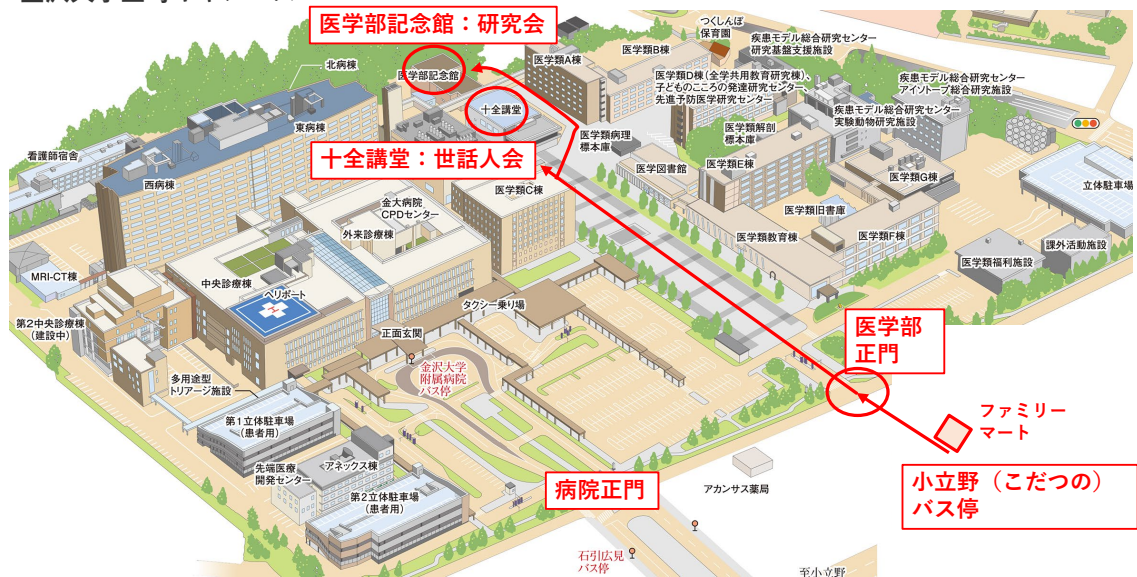 医学部記念館：研究会
つくしんぼ
保育園
疾患モデル総合研究センター
研究基盤支援施設
医学類B棟
医学類A棟
北病棟
医学部記念館
医学類D棟(全学共用教育研究棟)、
子どものこころの発達研究センター、
先進予防医学研究センター
疾患モデル総合研究センター
アイソトープ総合研究施設
疾患モデル総合研究センター
実験動物研究施設
十全講堂
東病棟
医学類病理
標本庫
医学類解剖
標本庫
看護師宿舎
十全講堂：世話人会
医学図書館
医学類E棟
医学類G棟
西病棟
医学類C棟
立体駐車場
金大病院
CPDセンター
外来診療棟
医学類旧書庫
医学類教育棟
医学類F棟
課外活動施設
医学類福利施設
MRI-CT棟
中央診療棟
ヘリポート
タクシー乗り場
第2中央診療棟
(建設中)
正面玄関
医学部
正門
金沢大学
附属病院
バス停
多用途型
トリアージ施設
ファミリー
マート
第1立体駐車場
(患者用)
先端医療
開発センター
アネックス棟
病院正門
アカンサス薬局
小立野（こだつの）
バス停
第2立体駐車場
(患者用)
石引広見
バス停
至小立野